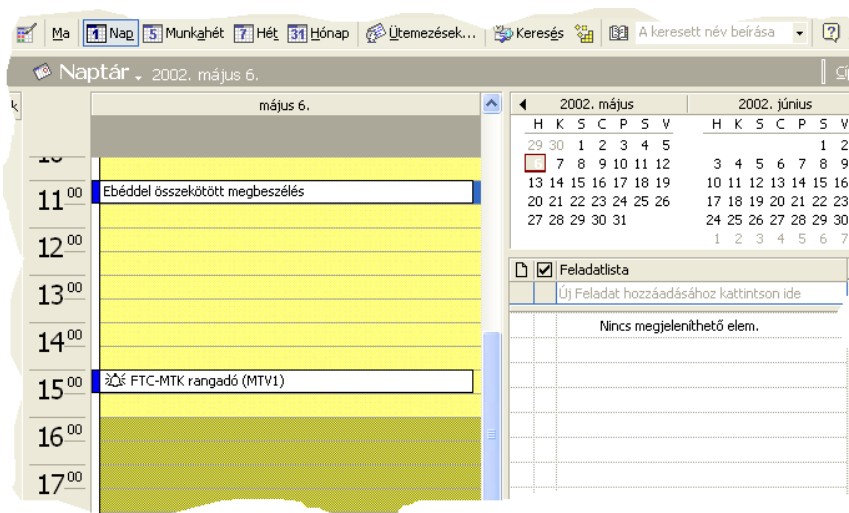 Ma 1 Nap 5 Munkahét 7 Hét 31 Hónap Ütemezések... Keresés A keresett név beírása
Naptár 2002. május 6.
május 6.
11 00 Ebéddel összekötött megbeszélés
12 00
13 00
14 00
15 00 FTC-MTK rangadó (MTV1)
16 00
17 00
2002. május
H K S C P S V
29 30 1 2 3 4 5
6 7 8 9 10 11 12
13 14 15 16 17 18 19
20 21 22 23 24 25 26
27 28 29 30 31
2002. június
H K S C P S V
1 2
3 4 5 6 7 8 9
10 11 12 13 14 15 16
17 18 19 20 21 22 23
24 25 26 27 28 29 30
1 2 3 4 5 6 7
Feladatlista
Új Feladat hozzáadásához kattintson ide
Nincs megjeleníthető elem.